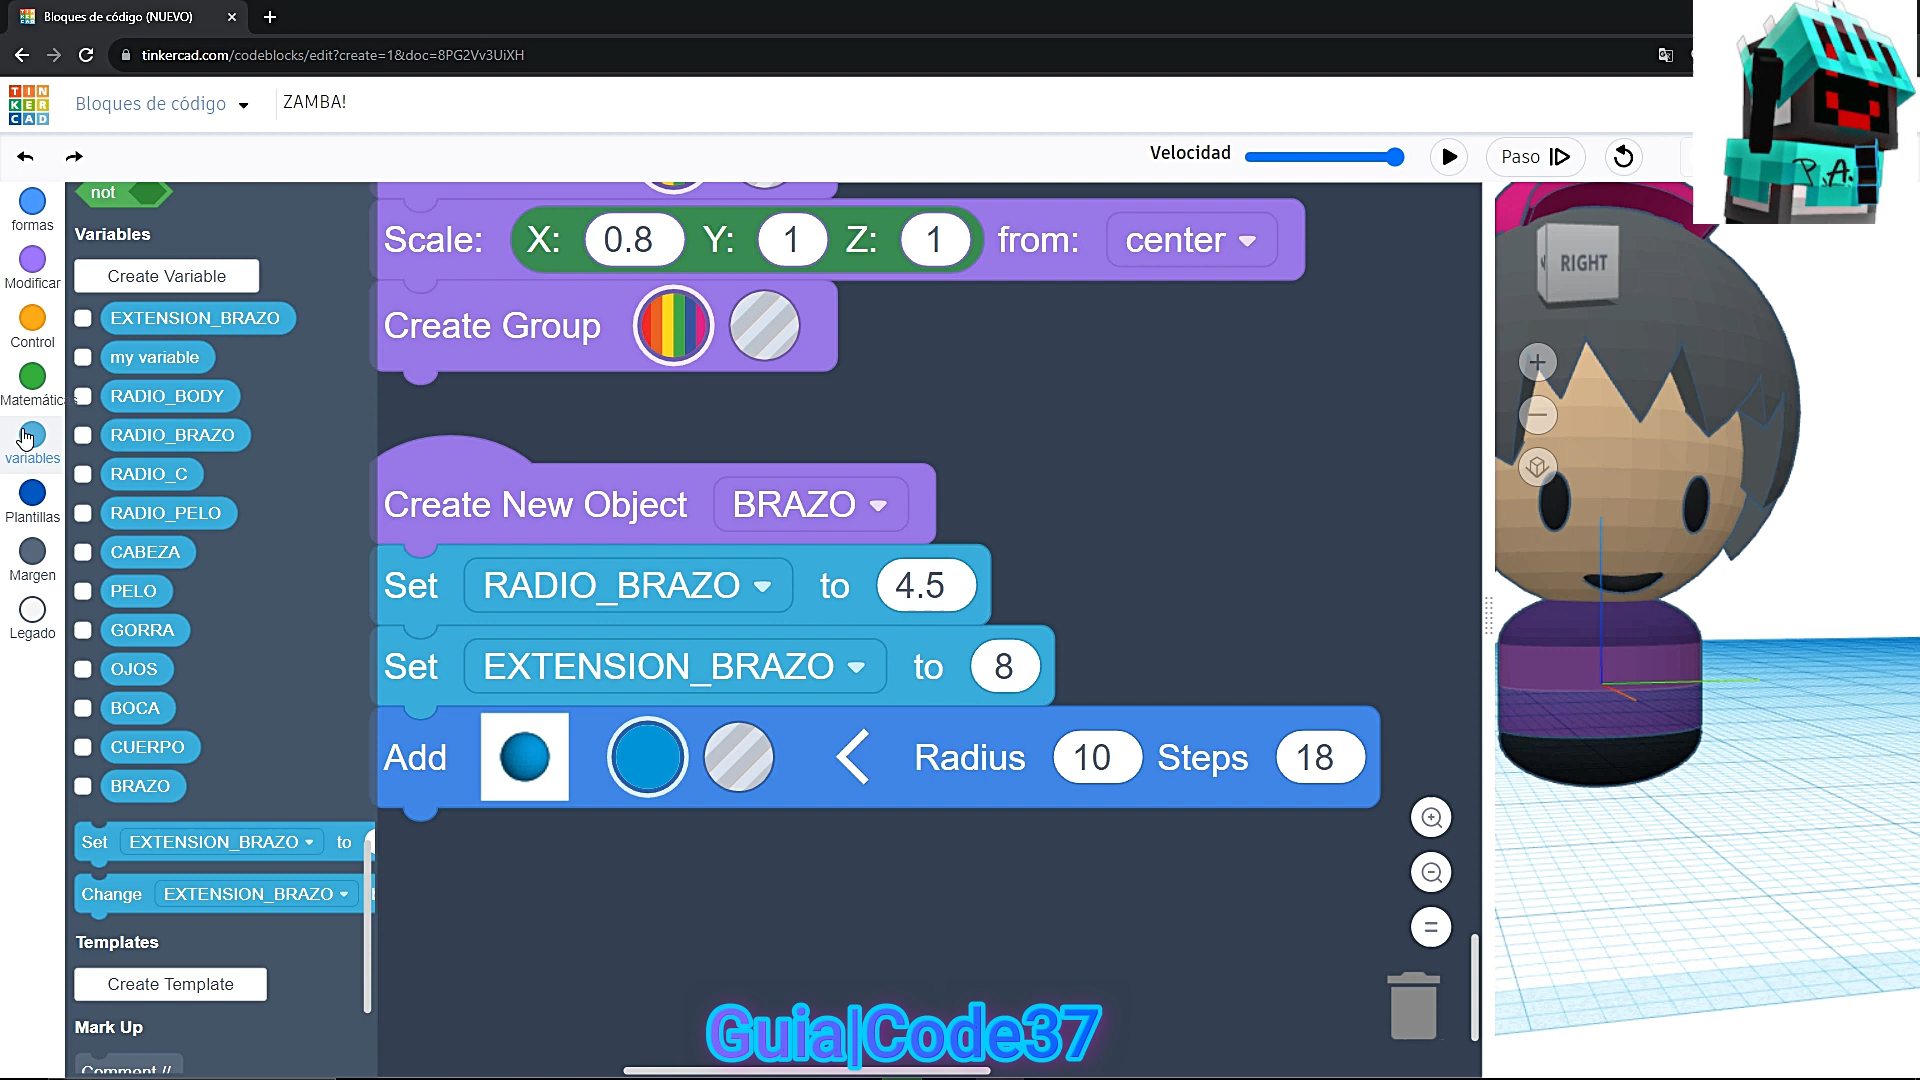 Bloques de código (NUEVO)
tinkercad.com/codeblocks/edit?create=1&doc=8PG2Vv3UiXH
TIN
KER
CAD
Bloques de código
ZAMBA!
Velocidad
Paso
formas
Modificar
Control
Matemáticas
variables
Plantillas
Margen
Legado
not
Variables
Create Variable
EXTENSION_BRAZO
my variable
RADIO_BODY
RADIO_BRAZO
RADIO_C
RADIO_PELO
CABEZA
PELO
GORRA
OJOS
BOCA
CUERPO
BRAZO
Set EXTENSION_BRAZO to
Change EXTENSION_BRAZO
Templates
Create Template
Mark Up
Comment //
Scale: X: 0.8 Y: 1 Z: 1 from: center
Create Group
Create New Object BRAZO
Set RADIO_BRAZO to 4.5
Set EXTENSION_BRAZO to 8
Add Radius 10 Steps 18
RIGHT
P.A.
Guia|Code37